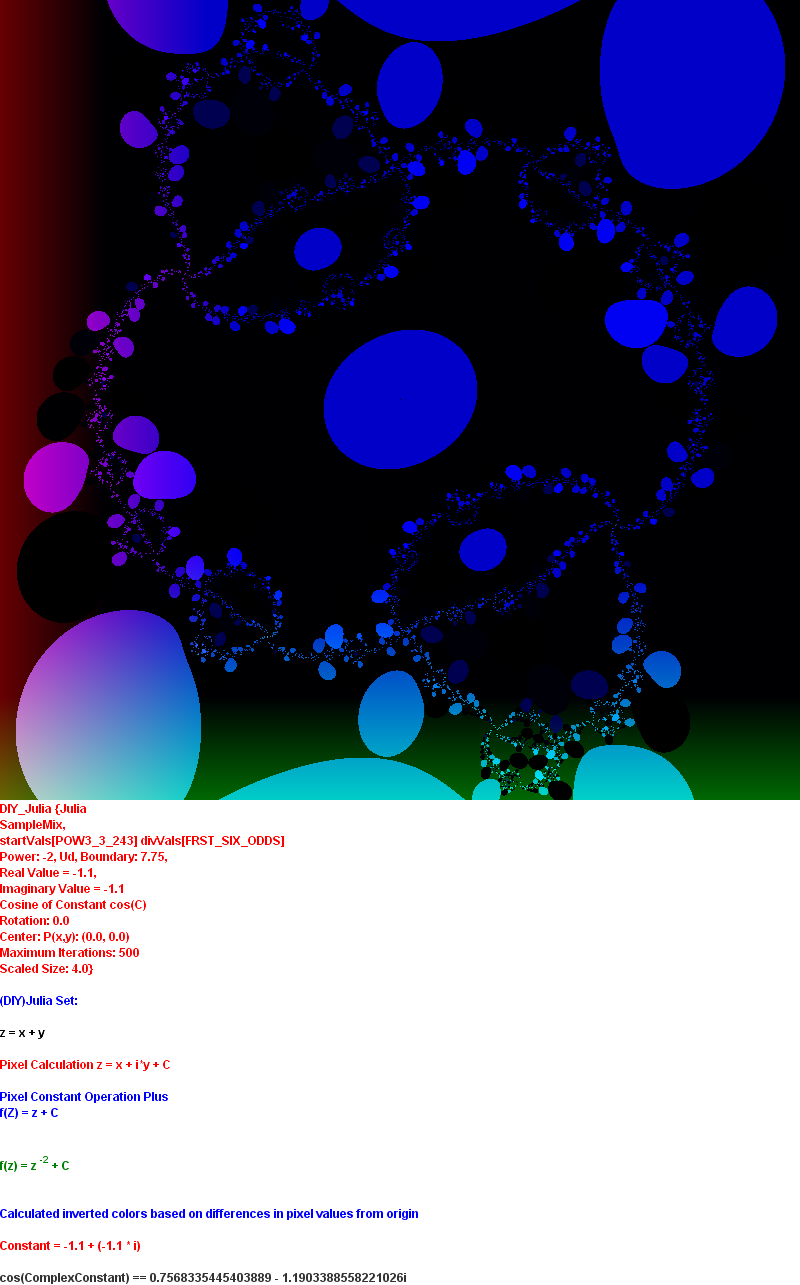 DIY_Julia {Julia
SampleMix,
startVals[POW3_3_243] divVals[FRST_SIX_ODDS]
Power: -2, Ud, Boundary: 7.75,
Real Value = -1.1,
Imaginary Value = -1.1
Cosine of Constant cos(C)
Rotation: 0.0
Center: P(x,y): (0.0, 0.0)
Maximum Iterations: 500
Scaled Size: 4.0}
(DIY)Julia Set:
z = x + y
Pixel Calculation z = x + i*y + C
Pixel Constant Operation Plus
f(Z) = z + C
f(z) = z -2 + C
Calculated inverted colors based on differences in pixel values from origin
Constant = -1.1 + (-1.1 * i)
cos(ComplexConstant) == 0.7568335445403889 - 1.1903388558221026i